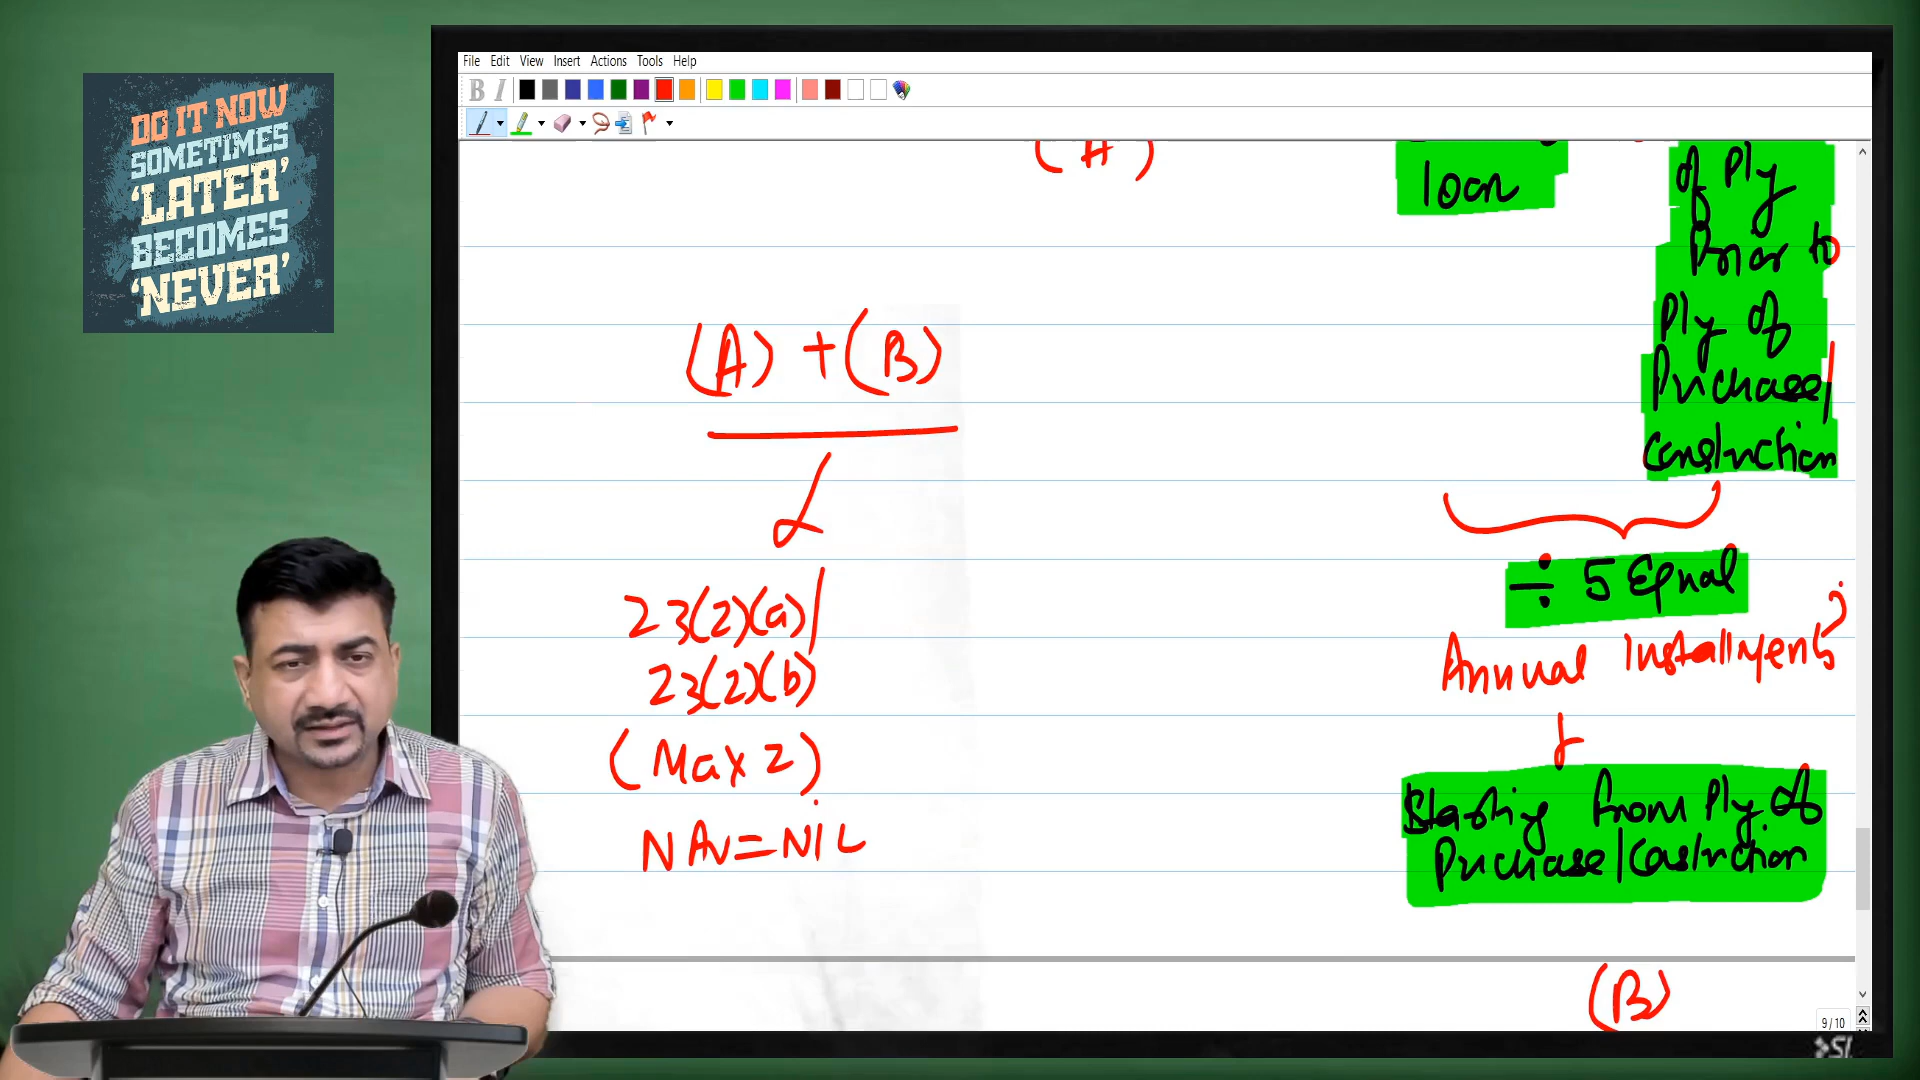 DO IT NOW
SOMETIMES
'LATER'
BECOMES
'NEVER'
File Edit View Insert Actions Tools Help
B I
(A)
loan
of Ply
Prior to
Ply of
Purchase/
Construction
(A) + (B)
÷ 5 Equal
Annual Installments
23(2)(a)/
23(2)(b)
(Max 2)
NAV = NIL
Starting from Ply. of
Purchase/Constrction
(B)
9/10